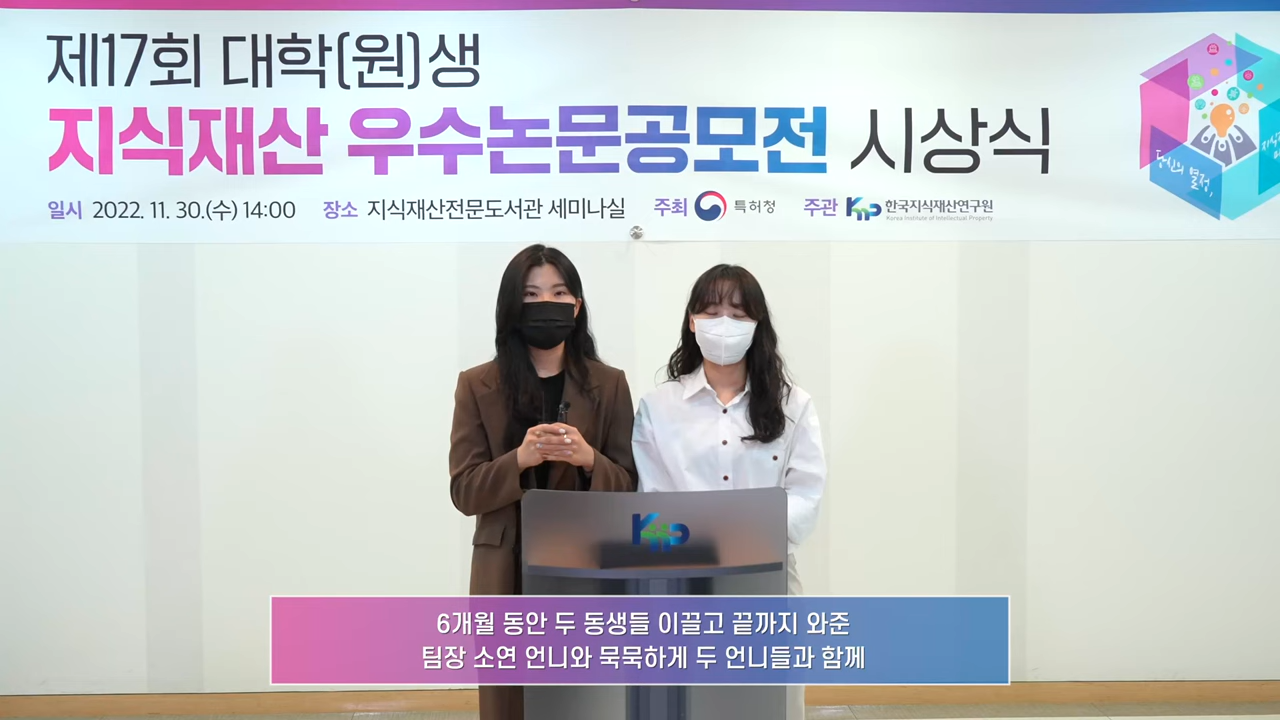 제17회 대학(원)생
지식재산 우수논문공모전 시상식
일시 2022. 11. 30.(수) 14:00 장소 지식재산전문도서관 세미나실 주최 특허청 주관 한국지식재산연구원
Korea Institute of Intellectual Property
당신의 열정,
6개월 동안 두 동생들 이끌고 끝까지 와준
팀장 소연 언니와 묵묵하게 두 언니들과 함께